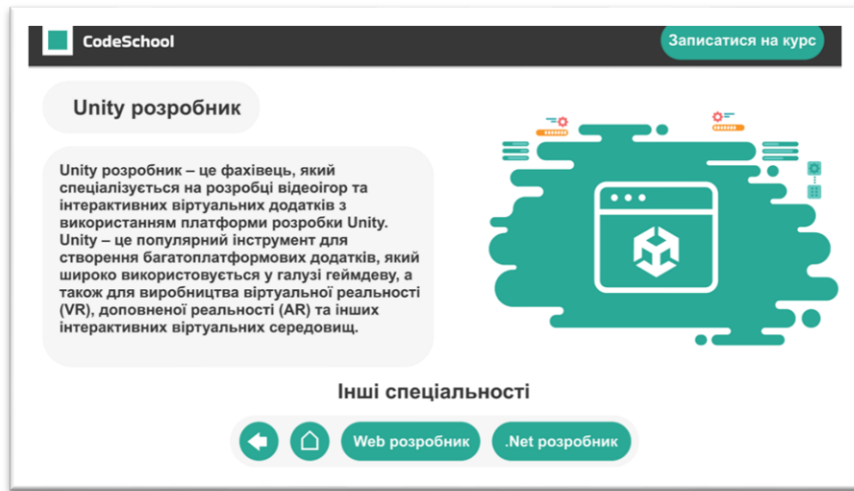 CodeSchool
Записатися на курс
Unity розробник
Unity розробник – це фахівець, який
спеціалізується на розробці відеоігор та
інтерактивних віртуальних додатків з
використанням платформи розробки Unity.
Unity – це популярний інструмент для
створення багатоплатформових додатків, який
широко використовується у галузі геймдеву, а
також для виробництва віртуальної реальності
(VR), доповненої реальності (AR) та інших
інтерактивних віртуальних середовищ.
Інші спеціальності
Web розробник
.Net розробник